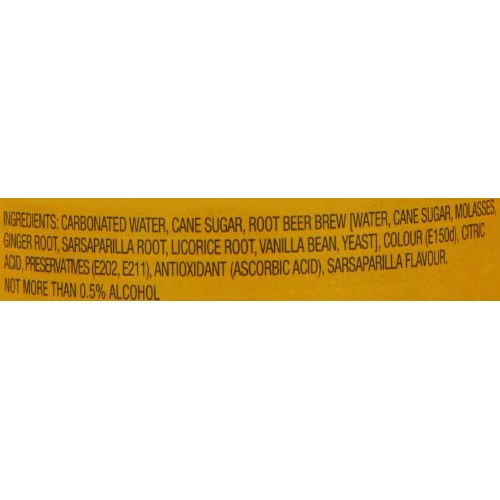 INGREDIENTS: CARBONATED WATER, CANE SUGAR, ROOT BEER BREW [WATER, CANE SUGAR, MOLASSES,
GINGER ROOT, SARSAPARILLA ROOT, LICORICE ROOT, VANILLA BEAN, YEAST], COLOUR (E150d), CITRIC
ACID, PRESERVATIVES (E202, E211), ANTIOXIDANT (ASCORBIC ACID), SARSAPARILLA FLAVOUR.
NOT MORE THAN 0.5% ALCOHOL